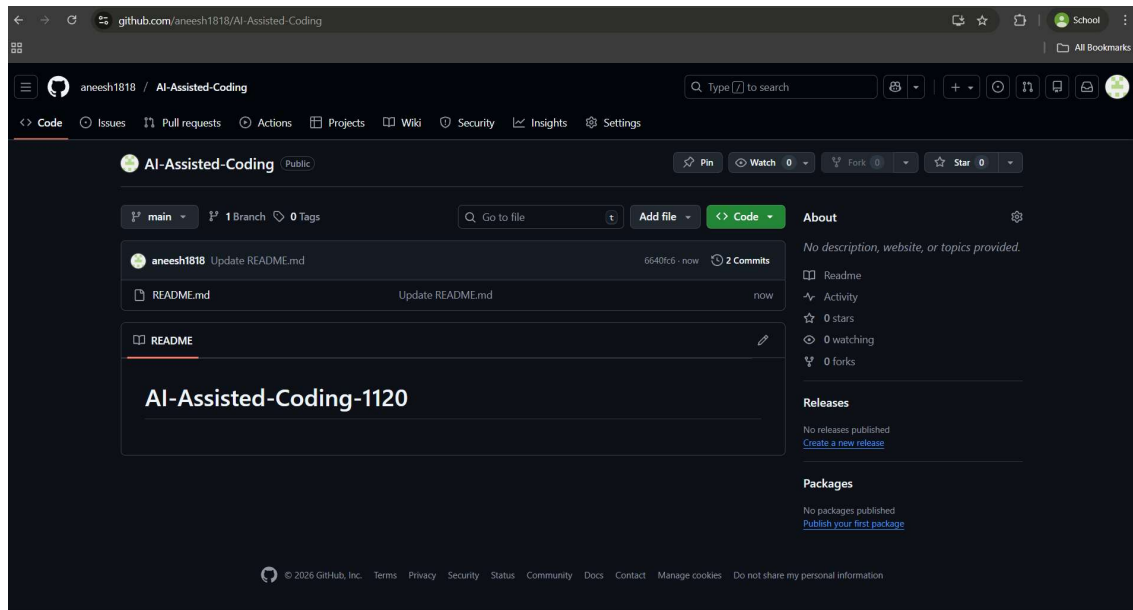 github.com/aneesh1818/AI-Assisted-Coding
School
All Bookmarks
aneesh1818 / AI-Assisted-Coding
Type / to search
<> Code Issues Pull requests Actions Projects Wiki Security Insights Settings
AI-Assisted-Coding Public
Pin Watch 0 Fork 0 Star 0
main 1 Branch 0 Tags Go to file t Add file <> Code
aneesh1818 Update README.md 6640fc6 · now 2 Commits
README.md Update README.md now
README
AI-Assisted-Coding-1120
About
No description, website, or topics provided.
Readme
Activity
0 stars
0 watching
0 forks
Releases
No releases published
Create a new release
Packages
No packages published
Publish your first package
© 2026 GitHub, Inc. Terms Privacy Security Status Community Docs Contact Manage cookies Do not share my personal information